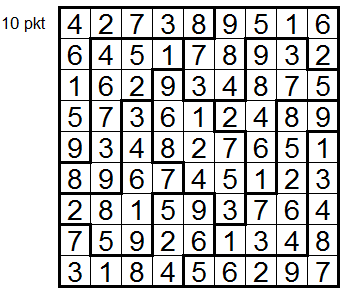 10 pkt
4 2 7 3 8 9 5 1 6
6 4 5 1 7 8 9 3 2
1 6 2 9 3 4 8 7 5
5 7 3 6 1 2 4 8 9
9 3 4 8 2 7 6 5 1
8 9 6 7 4 5 1 2 3
2 8 1 5 9 3 7 6 4
7 5 9 2 6 1 3 4 8
3 1 8 4 5 6 2 9 7